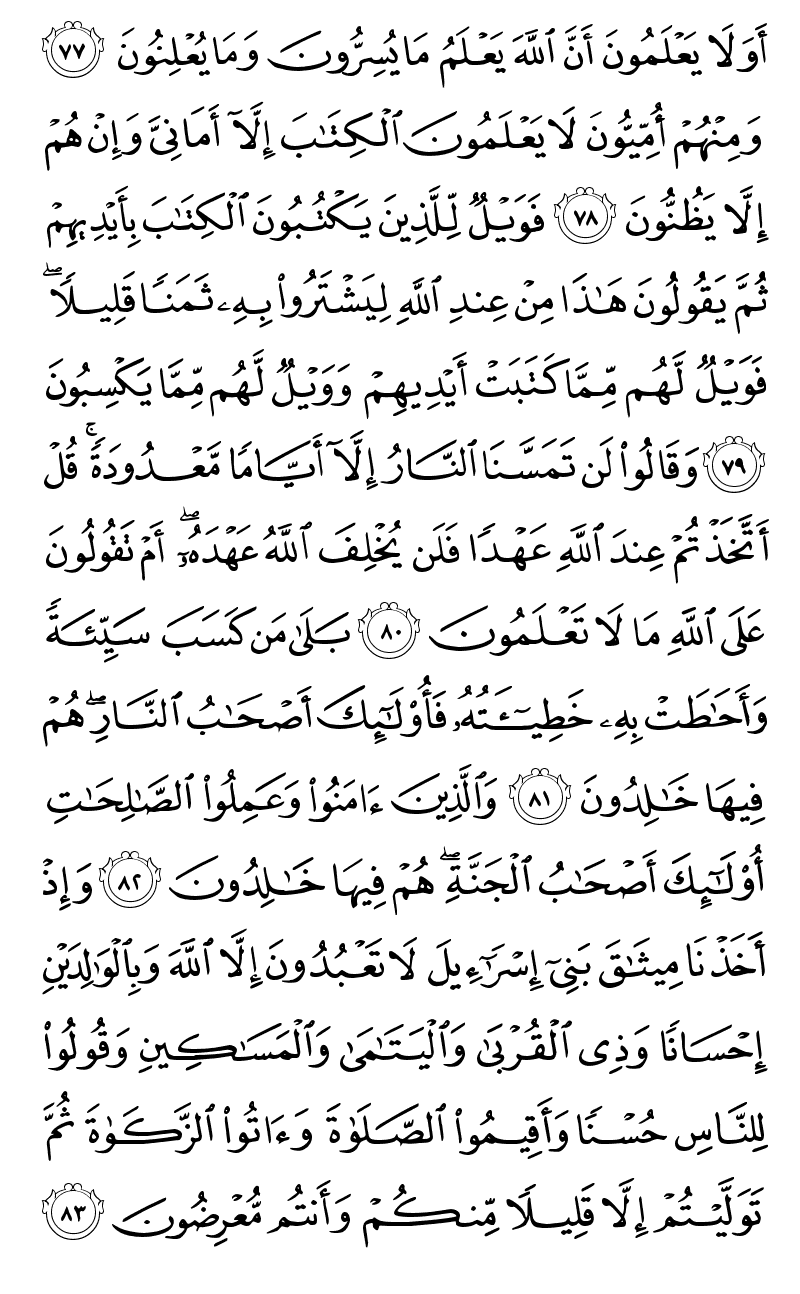 أَوَلَا يَعْلَمُونَ أَنَّ ٱللَّهَ يَعْلَمُ مَا يُسِرُّونَ وَمَا يُعْلِنُونَ ٧٧
وَمِنْهُمْ أُمِّيُّونَ لَا يَعْلَمُونَ ٱلْكِتَٰبَ إِلَّآ أَمَانِىَّ وَإِنْ هُمْ
إِلَّا يَظُنُّونَ ٧٨ فَوَيْلٌ لِّلَّذِينَ يَكْتُبُونَ ٱلْكِتَٰبَ بِأَيْدِيهِمْ
ثُمَّ يَقُولُونَ هَٰذَا مِنْ عِندِ ٱللَّهِ لِيَشْتَرُوا۟ بِهِۦ ثَمَنًا قَلِيلًا ۖ
فَوَيْلٌ لَّهُم مِّمَّا كَتَبَتْ أَيْدِيهِمْ وَوَيْلٌ لَّهُم مِّمَّا يَكْسِبُونَ
٧٩ وَقَالُوا۟ لَن تَمَسَّنَا ٱلنَّارُ إِلَّآ أَيَّامًا مَّعْدُودَةً ۚ قُلْ
أَتَّخَذْتُمْ عِندَ ٱللَّهِ عَهْدًا فَلَن يُخْلِفَ ٱللَّهُ عَهْدَهُۥٓ ۖ أَمْ تَقُولُونَ
عَلَى ٱللَّهِ مَا لَا تَعْلَمُونَ ٨٠ بَلَىٰ مَن كَسَبَ سَيِّئَةً
وَأَحَٰطَتْ بِهِۦ خَطِيٓـَٔتُهُۥ فَأُو۟لَٰٓئِكَ أَصْحَٰبُ ٱلنَّارِ ۖ هُمْ
فِيهَا خَٰلِدُونَ ٨١ وَٱلَّذِينَ ءَامَنُوا۟ وَعَمِلُوا۟ ٱلصَّٰلِحَٰتِ
أُو۟لَٰٓئِكَ أَصْحَٰبُ ٱلْجَنَّةِ ۖ هُمْ فِيهَا خَٰلِدُونَ ٨٢ وَإِذْ
أَخَذْنَا مِيثَٰقَ بَنِىٓ إِسْرَٰٓءِيلَ لَا تَعْبُدُونَ إِلَّا ٱللَّهَ وَبِٱلْوَٰلِدَيْنِ
إِحْسَانًا وَذِى ٱلْقُرْبَىٰ وَٱلْيَتَٰمَىٰ وَٱلْمَسَٰكِينِ وَقُولُوا۟
لِلنَّاسِ حُسْنًا وَأَقِيمُوا۟ ٱلصَّلَوٰةَ وَءَاتُوا۟ ٱلزَّكَوٰةَ ثُمَّ
تَوَلَّيْتُمْ إِلَّا قَلِيلًا مِّنكُمْ وَأَنتُم مُّعْرِضُونَ ٨٣